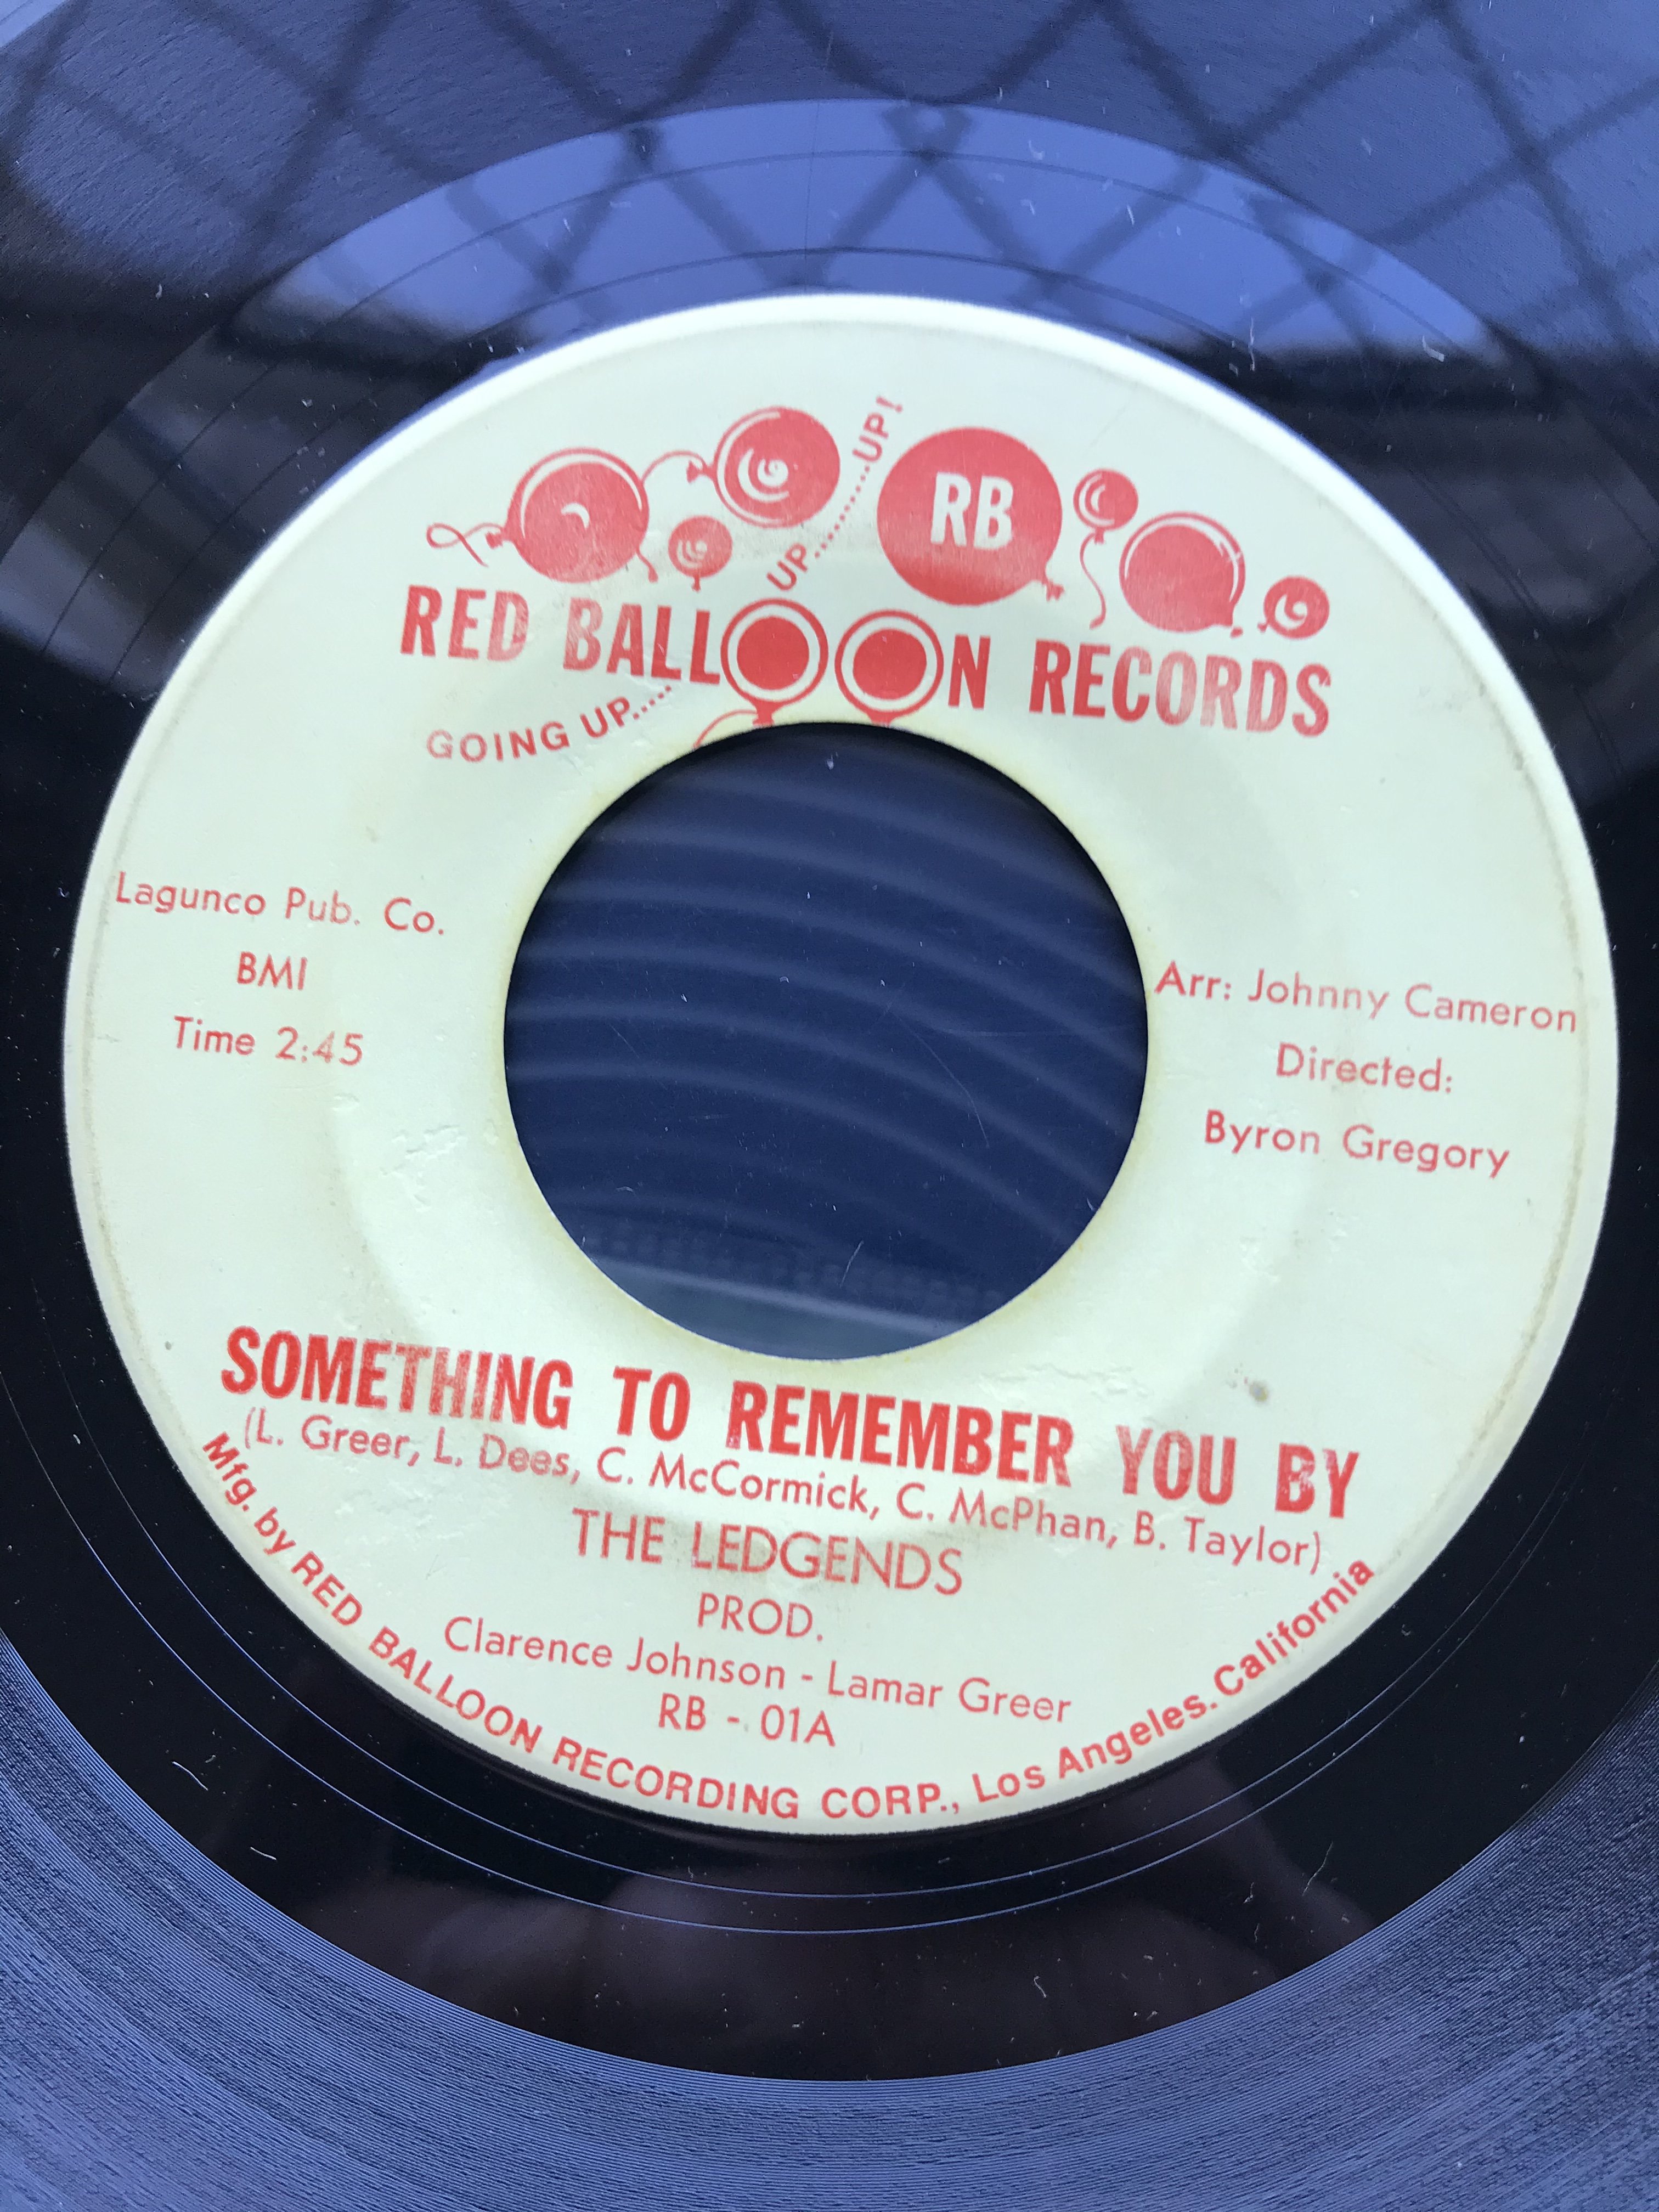 GOING UP..... UP.......... UP!
RB
RED BALLOON RECORDS
Lagunco Pub. Co.
BMI
Time 2:45
Arr: Johnny Cameron
Directed:
Byron Gregory
SOMETHING TO REMEMBER YOU BY
(L. Greer, L. Dees, C. McCormick, C. McPhan, B. Taylor)
THE LEDGENDS
PROD.
Clarence Johnson - Lamar Greer
RB - 01A
Mfg. by RED BALLOON RECORDING CORP., Los Angeles. California